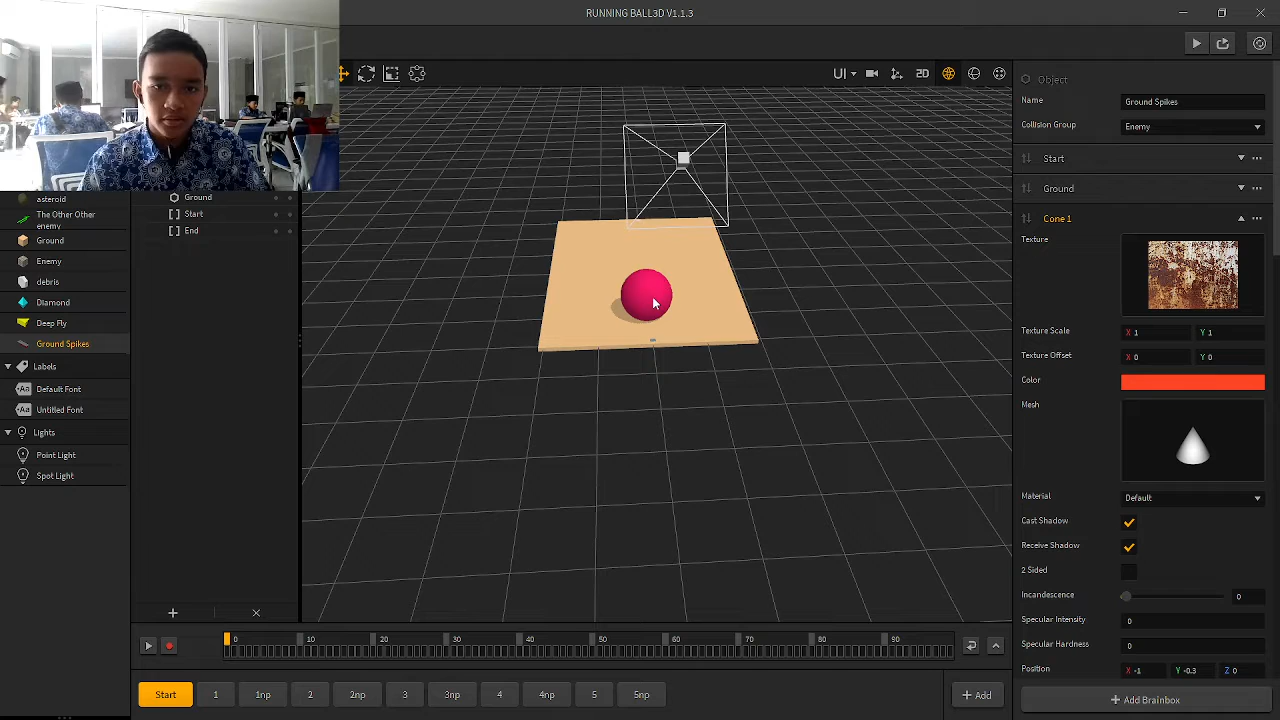 RUNNING BALL3D V1.1.3
UI
2D
Object
Name
Ground Spikes
Collision Group
Enemy
Start
Ground
Cone 1
Texture
Texture Scale
X 1
Y 1
Texture Offset
X 0
Y 0
Color
Mesh
Material
Default
Cast Shadow
Receive Shadow
2 Sided
Incandescence
0
Specular Intensity
0
Specular Hardness
0
Position
X -1
Y -0.3
Z 0
Add Brainbox
asteroid
The Other Other
enemy
Ground
Enemy
debris
Diamond
Deep Fly
Ground Spikes
Labels
Aa Default Font
Aa Untitled Font
Lights
Point Light
Spot Light
Ground
[ ] Start
[ ] End
0 10 20 30 40 50 60 70 80 90
Start 1 1np 2 2np 3 3np 4 4np 5 5np
Add